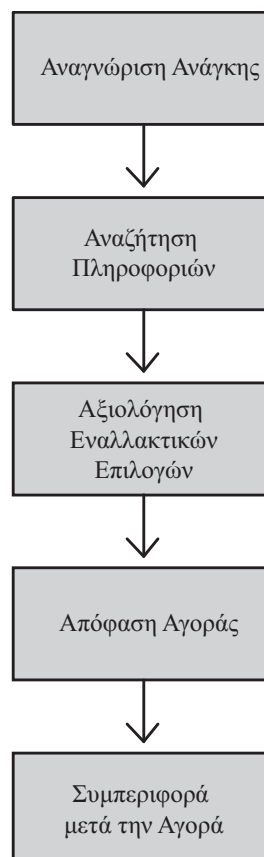 Αναγνώριση Ανάγκης
Αναζήτηση
Πληροφοριών
Αξιολόγηση
Εναλλακτικών
Επιλογών
Απόφαση Αγοράς
Συμπεριφορά
μετά την Αγορά